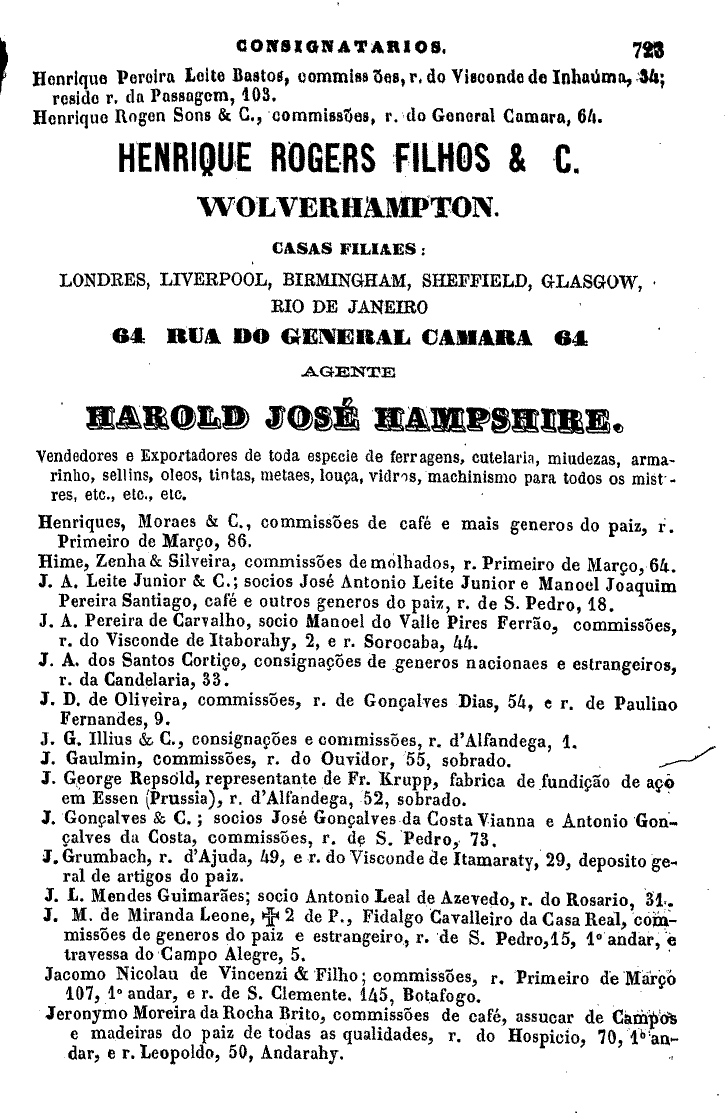 CONSIGNATARIOS. 723
Henrique Pereira Leite Bastos, commissões, r. do Visconde de Inhaúma, 34;
reside r. da Passagem, 103.
Henrique Rogen Sons & C., commissões, r. do General Camara, 64.
HENRIQUE ROGERS FILHOS & C.
WOLVERHAMPTON.
CASAS FILIAES:
LONDRES, LIVERPOOL, BIRMINGHAM, SHEFFIELD, GLASGOW,
RIO DE JANEIRO
64 RUA DO GENERAL CAMARA 64
AGENTE
HAROLD JOSÉ HAMPSHIRE.
Vendedores e Exportadores de toda especie de ferragens, cutelaria, miudezas, arma-
rinho, sellins, oleos, tintas, metaes, louça, vidros, machinismo para todos os mist-
res, etc., etc., etc.
Henriques, Moraes & C., commissões de café e mais generos do paiz, r.
Primeiro de Março, 86.
Hime, Zenha & Silveira, commissões de molhados, r. Primeiro de Março, 64.
J. A. Leite Junior & C.; socios José Antonio Leite Junior e Manoel Joaquim
Pereira Santiago, café e outros generos do paiz, r. de S. Pedro, 18.
J. A. Pereira de Carvalho, socio Manoel do Valle Pires Ferrão, commissões,
r. do Visconde de Itaborahy, 2, e r. Sorocaba, 44.
J. A. dos Santos Cortiço, consignações de generos nacionaes e estrangeiros,
r. da Candelaria, 33.
J. D. de Oliveira, commissões, r. de Gonçalves Dias, 54, e r. de Paulino
Fernandes, 9.
J. G. Illius & C., consignações e commissões, r. d'Alfandega, 1.
J. Gaulmin, commissões, r. do Ouvidor, 55, sobrado.
J. George Repsold, representante de Fr. Krupp, fabrica de fundição de aço
em Essen (Prussia), r. d'Alfandega, 52, sobrado.
J. Gonçalves & C.; socios José Gonçalves da Costa Vianna e Antonio Gon-
çalves da Costa, commissões, r. de S. Pedro, 73.
J. Grumbach, r. d'Ajuda, 49, e r. do Visconde de Itamaraty, 29, deposito ge-
ral de artigos do paiz.
J. L. Mendes Guimarães; socio Antonio Leal de Azevedo, r. do Rosario, 31.
J. M. de Miranda Leone, ✠ 2 de P., Fidalgo Cavalleiro da Casa Real, com-
missões de generos do paiz e estrangeiro, r. de S. Pedro, 15, 1º andar, e
travessa do Campo Alegre, 5.
Jacomo Nicolau de Vincenzi & Filho; commissões, r. Primeiro de Março
107, 1º andar, e r. de S. Clemente. 145, Botafogo.
Jeronymo Moreira da Rocha Brito, commissões de café, assucar de Campos
e madeiras do paiz de todas as qualidades, r. do Hospicio, 70, 1º an-
dar, e r. Leopoldo, 50, Andarahy.